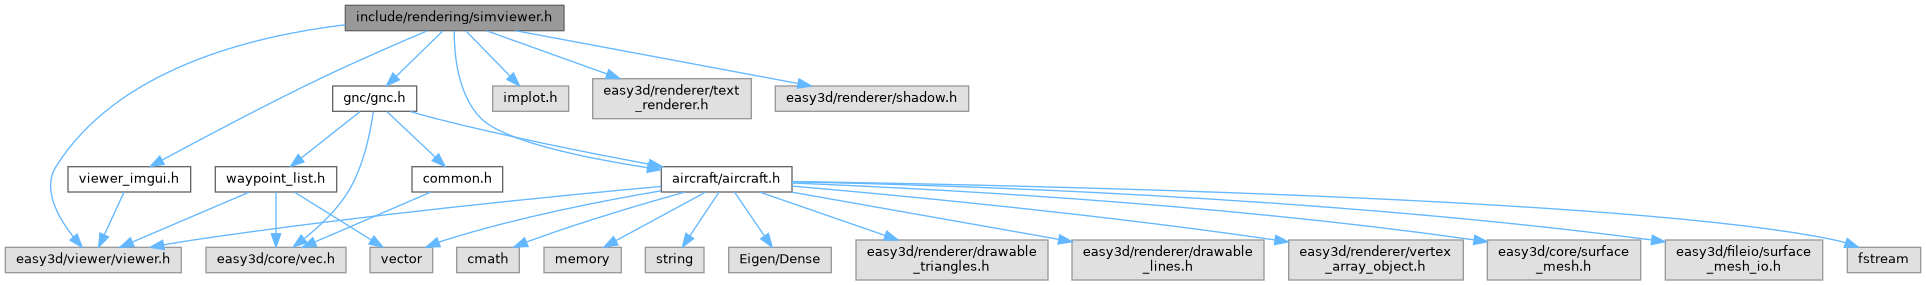 include/rendering/simviewer.h
gnc/gnc.h
implot.h
easy3d/renderer/text
_renderer.h
easy3d/renderer/shadow.h
viewer_imgui.h
waypoint_list.h
common.h
aircraft/aircraft.h
easy3d/viewer/viewer.h
easy3d/core/vec.h
vector
cmath
memory
string
Eigen/Dense
easy3d/renderer/drawable
_triangles.h
easy3d/renderer/drawable
_lines.h
easy3d/renderer/vertex
_array_object.h
easy3d/core/surface
_mesh.h
easy3d/fileio/surface
_mesh_io.h
fstream